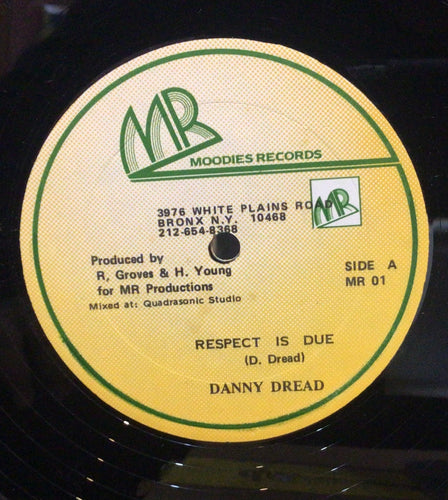 MR
MOODIES RECORDS
3976 WHITE PLAINS ROAD
BRONX N.Y. 10468
212-654-8368
MR
Produced by
R, Groves & H. Young
for MR Productions
Mixed at: Quadrasonic Studio
SIDE A
MR 01
RESPECT IS DUE
(D. Dread)
DANNY DREAD